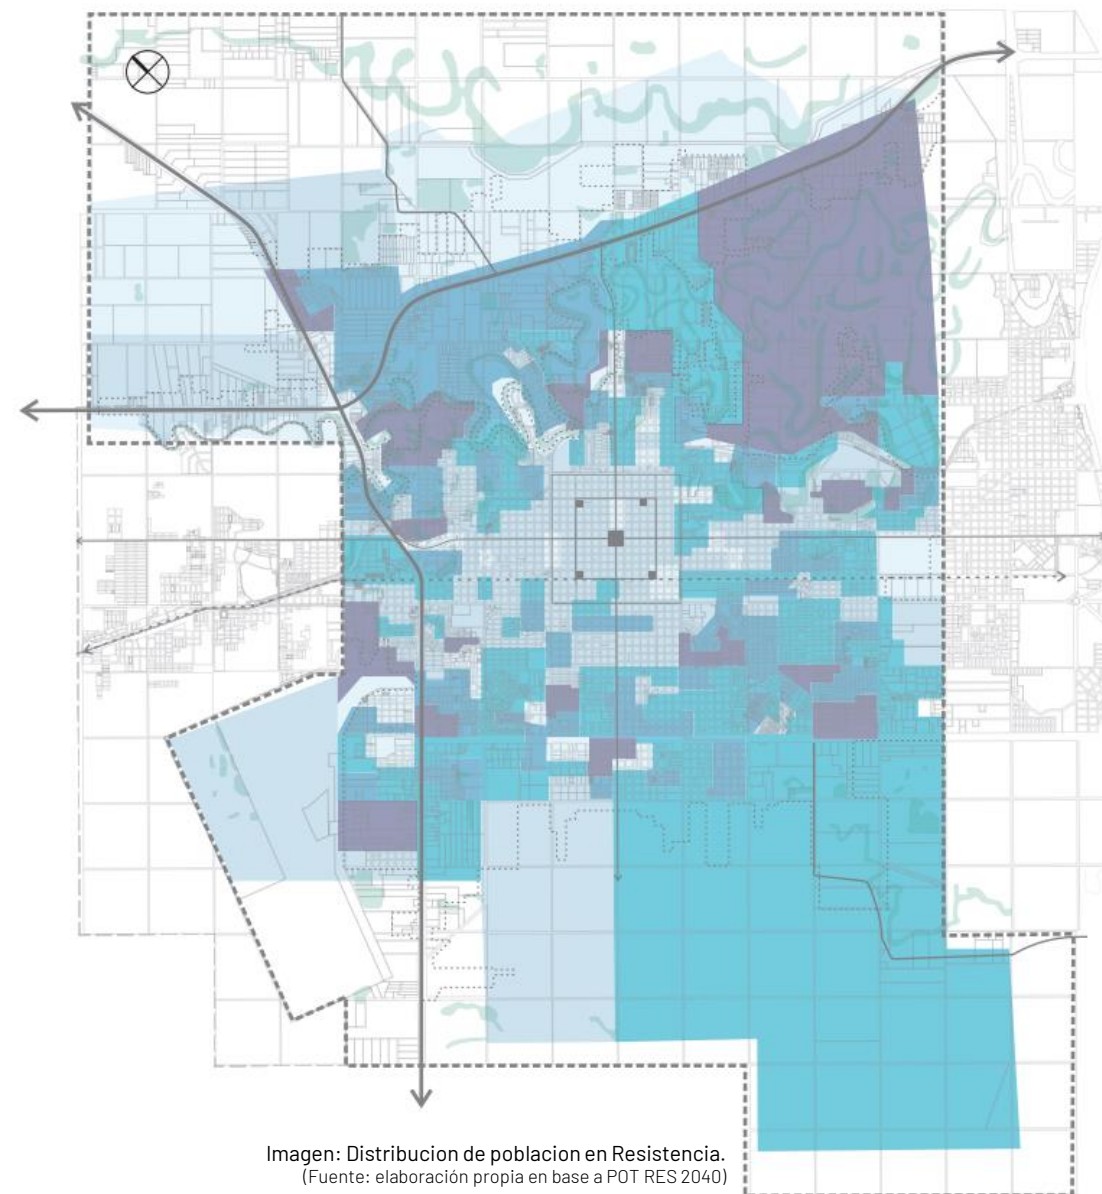 Imagen: Distribucion de poblacion en Resistencia.
(Fuente: elaboración propia en base a POT RES 2040)